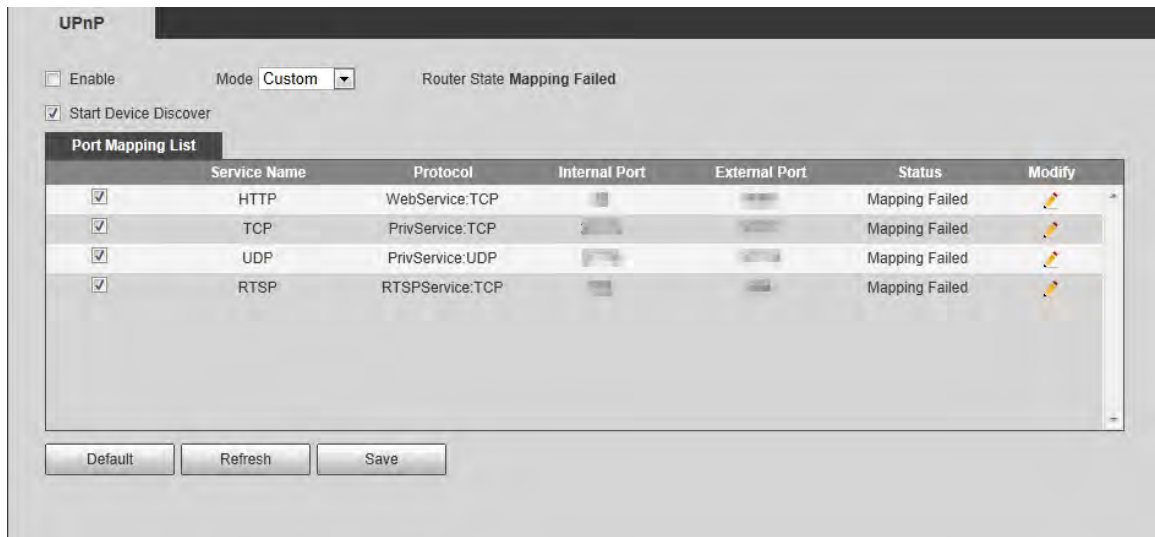 UPnP
Enable Mode Custom Router State Mapping Failed
Start Device Discover
Port Mapping List
Service Name Protocol Internal Port External Port Status Modify
HTTP WebService:TCP Mapping Failed
TCP PrivService:TCP Mapping Failed
UDP PrivService:UDP Mapping Failed
RTSP RTSPService:TCP Mapping Failed
Default Refresh Save